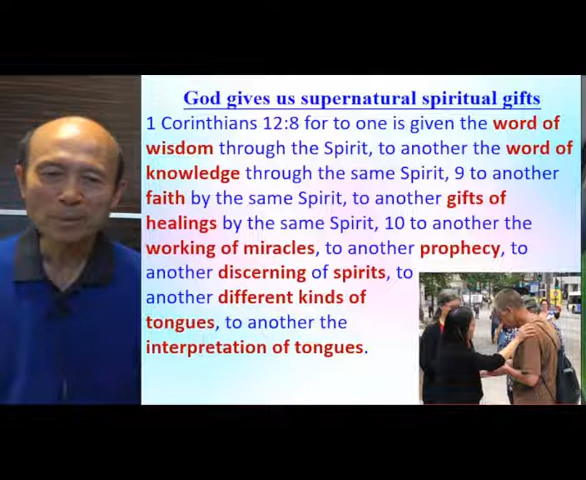 God gives us supernatural spiritual gifts
1 Corinthians 12:8 for to one is given the word of
wisdom through the Spirit, to another the word of
knowledge through the same Spirit, 9 to another
faith by the same Spirit, to another gifts of
healings by the same Spirit, 10 to another the
working of miracles, to another prophecy, to
another discerning of spirits, to
another different kinds of
tongues, to another the
interpretation of tongues.